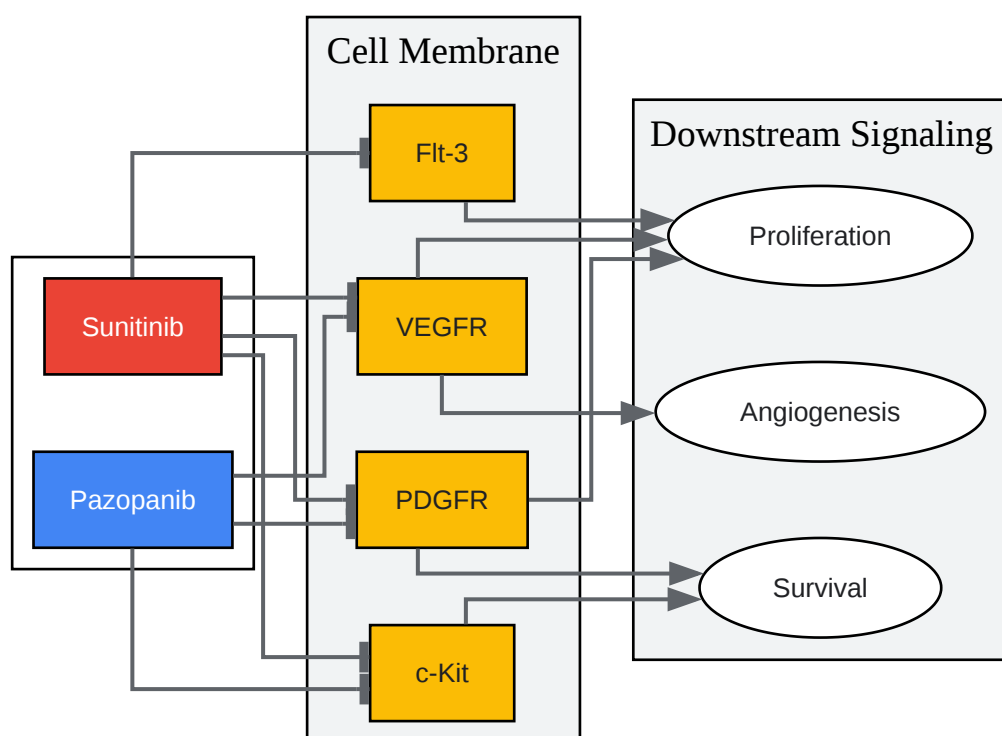 Cell Membrane
Downstream Signaling
Flt-3
Proliferation
Sunitinib
VEGFR
Angiogenesis
Pazopanib
PDGFR
Survival
c-Kit